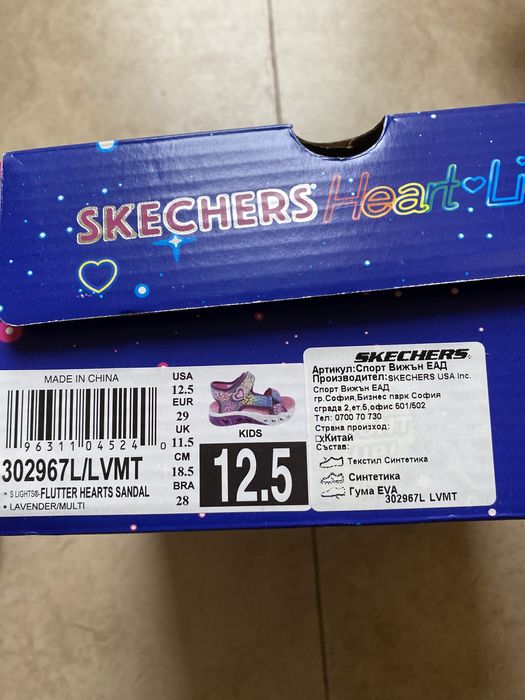 SKECHERS Heart
MADE IN CHINA
96311 04524 0
302967L/LVMT
S LIGHTS®-FLUTTER HEARTS SANDAL
• LAVENDER/MULTI
USA
12.5
EUR
29
UK
11.5
CM
18.5
BRA
28
KIDS
12.5
SKECHERS
Артикул:Спорт Вижън ЕАД
Производител:SKECHERS USA Inc.
Спорт Вижън ЕАД
гр.София,Бизнес парк София
сграда 2,ет.5,офис 501/502
Тел: 0700 70 730
Страна произход:
Китай
Състав:
Текстил Синтетика
Синтетика
Гума EVA
302967L LVMT